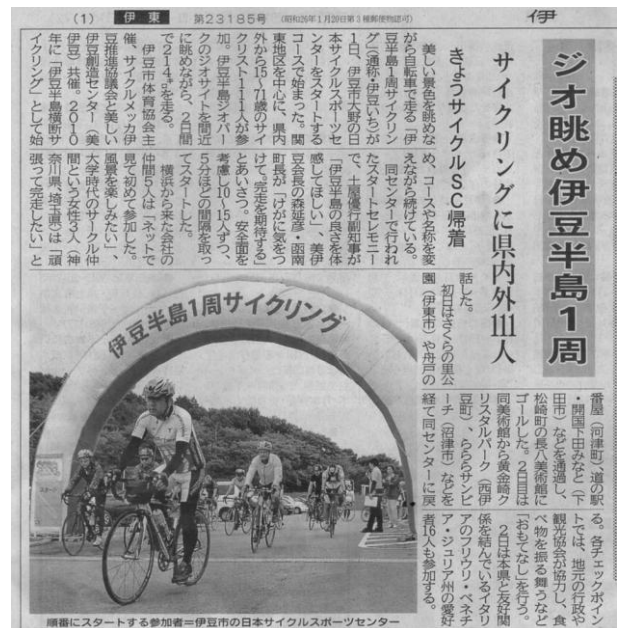 (1) 伊東 第23185号 (昭和26年1月20日第3種郵便物認可) 伊
ジオ眺め伊豆半島1周
サイクリングに県内外111人
きょうサイクルSC帰着
美しい景色を眺めな
がら自転車で走る「伊
豆半島1周サイクリン
グ」(通称・伊豆いち)が
1日、伊豆市大野の日
本サイクルスポーツセ
ンターをスタートする
コースで始まった。関
東地区を中心に、県内
外から15~71歳のサイ
クリスト111人が参
加。伊豆半島ジオパー
クのジオサイトを間近
に眺めながら、2日間
で214㌔を走る。
伊豆市体育協会主
催、サイクルメッカ伊
豆推進協議会と美しい
伊豆創造センター(美
伊豆)共催。2010
年に「伊豆半島横断サ
イクリング」として始
め、コースや名称を変
えながら続けている。
同センターで行われ
たスタートセレモニー
で、土屋優行副知事が
「伊豆半島の良さを体
感してほしい」、美伊
豆会長の森延彦・函南
町長が「けがに気をつ
けて。完走を期待する」
とあいさつ。安全面を
考慮し10~15人ずつ、
5分ほどの間隔を取っ
てスタートした。
横浜から来た会社の
仲間5人は「ネットで
見て初めて参加した。
風景を楽しみたい」、
大学時代のサークル仲
間という女性3人(神
奈川県、埼玉県)は「頑
張って完走したい」と
話した。
初日はさくらの里公
園(伊東市)や舟戸の
番屋(河津町)、道の駅
・開国下田みなと(下
田市)などを通過し、
松崎町の長八美術館に
ゴールした。2日目は
同美術館から黄金崎ク
リスタルパーク(西伊
豆町)、らららサンビ
ーチ(沼津市)などを
経て同センターに戻
る。各チェックポイン
トでは、地元の行政や
観光協会が協力し、食
べ物を振る舞うなど
「おもてなし」を行う。
2日は本県と友好関
係を結んでいるイタリ
アのフリウリ・ベネチ
ア・ジュリア州の愛好
者16人も参加する。
伊豆半島1周サイクリング
順番にスタートする参加者=伊豆市の日本サイクルスポーツセンター